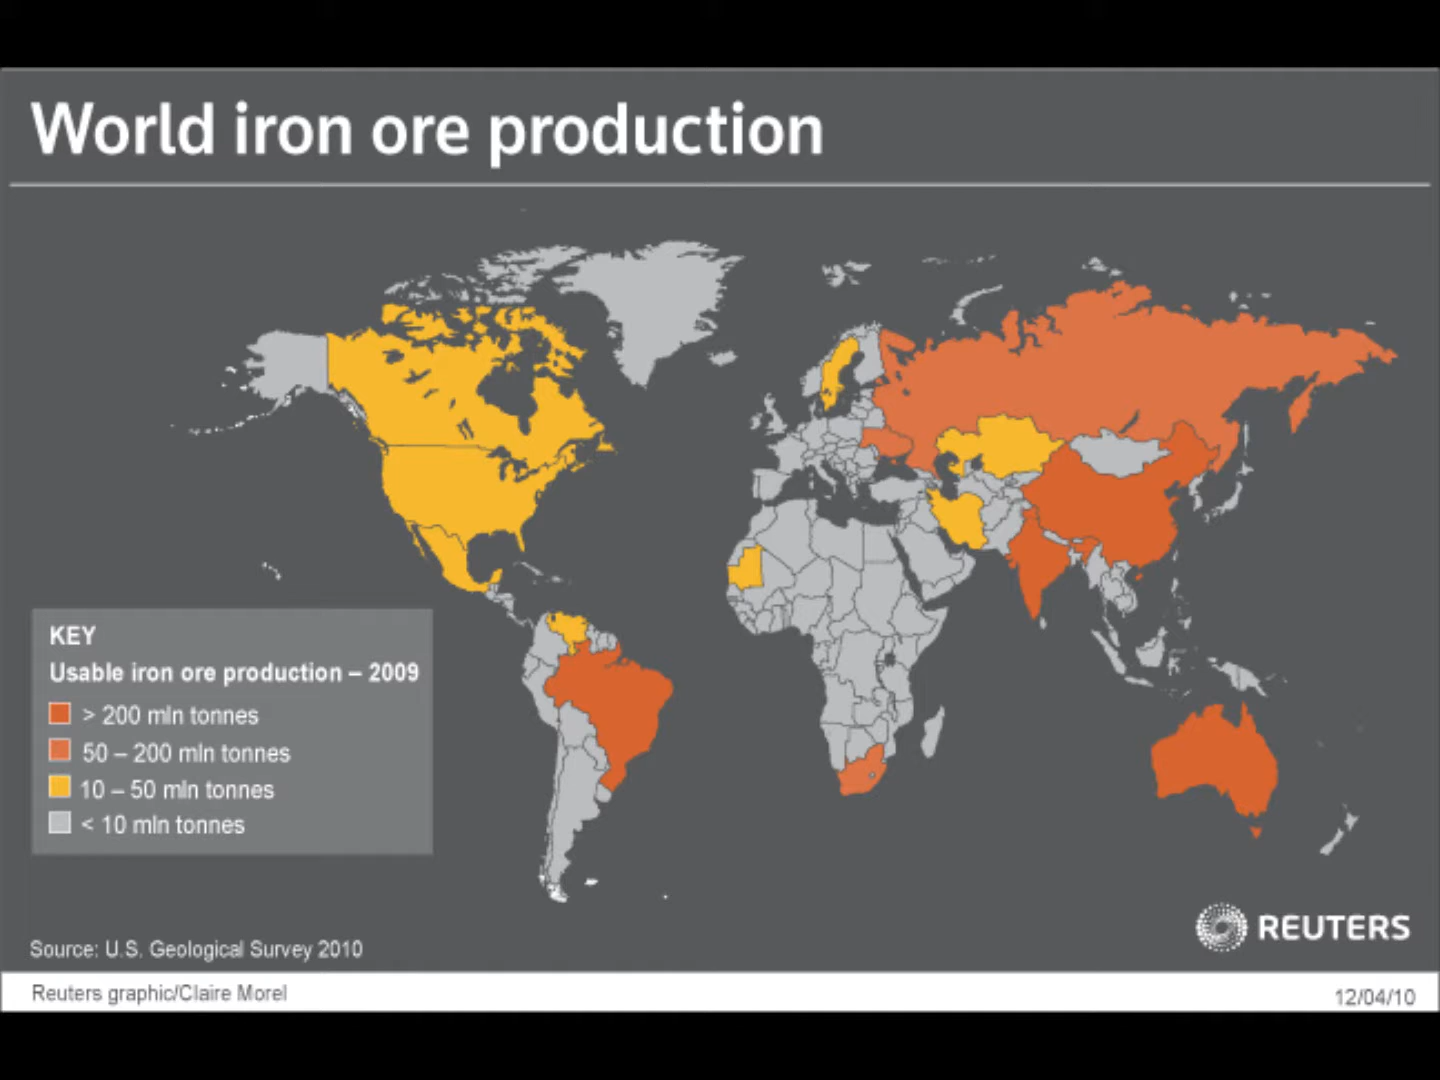 World iron ore production
KEY
Usable iron ore production – 2009
> 200 mln tonnes
50 – 200 mln tonnes
10 – 50 mln tonnes
< 10 mln tonnes
REUTERS
Source: U.S. Geological Survey 2010
Reuters graphic/Claire Morel
12/04/10